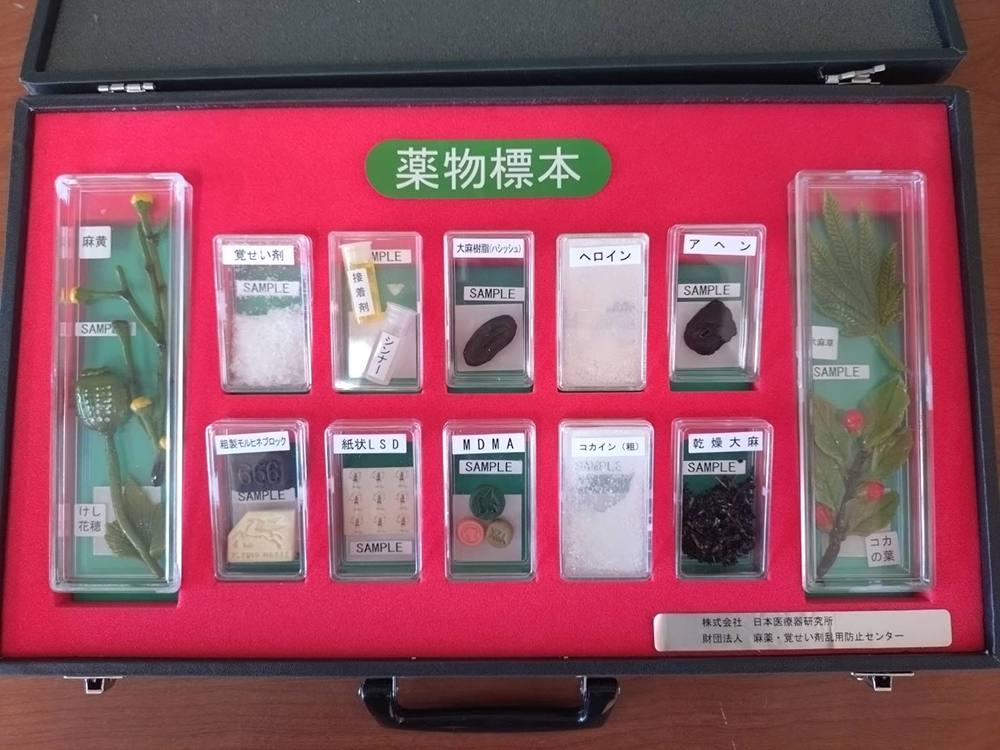 薬物標本
麻黄
SAMPLE
けし
花穂
覚せい剤
SAMPLE
SAMPLE
接着剤
シンナー
大麻樹脂(ハシッシュ)
SAMPLE
ヘロイン
アヘン
SAMPLE
大麻草
SAMPLE
コカ
の葉
粗製モルヒネブロック
666
SAMPLE
紙状LSD
SAMPLE
MDMA
SAMPLE
コカイン(粗)
SAMPLE
乾燥大麻
SAMPLE
株式会社 日本医療器研究所
財団法人 麻薬・覚せい剤乱用防止センター